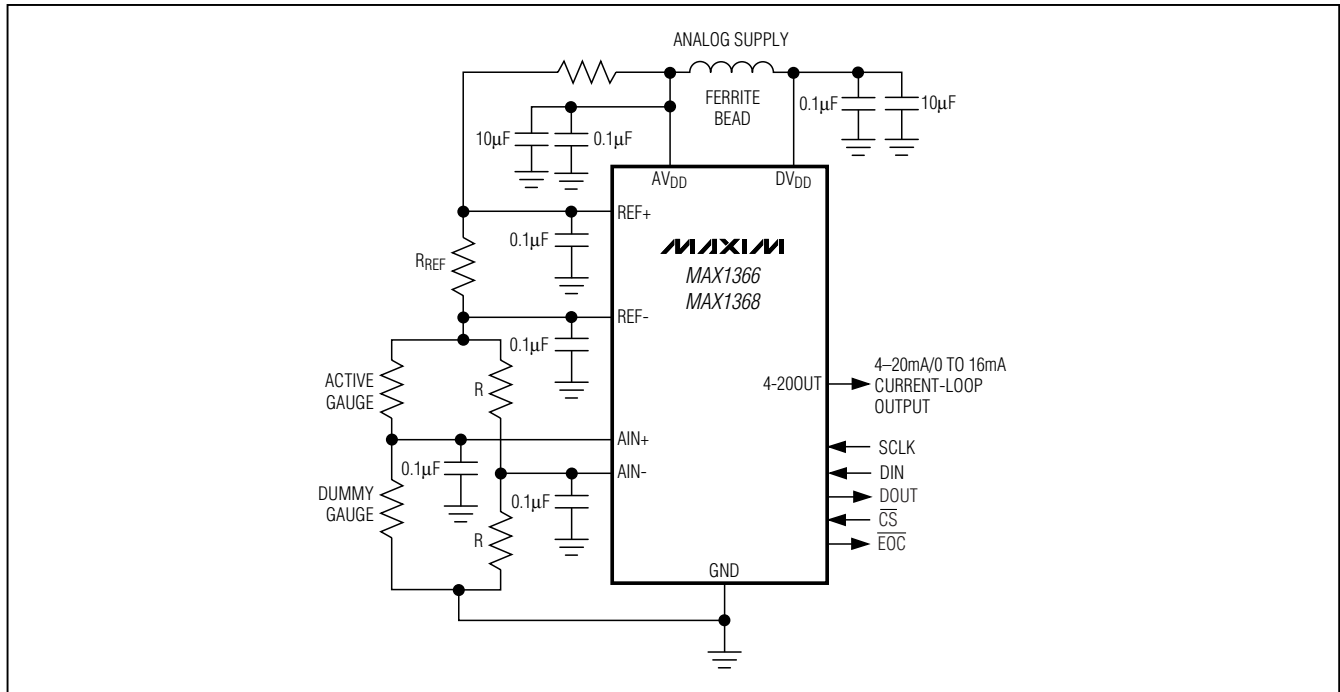 ANALOG SUPPLY
FERRITE
BEAD
0.1µF
10µF
10µF
0.1µF
AVDD
DVDD
REF+
0.1µF
RREF
MAXIM
MAX1366
MAX1368
REF-
0.1µF
ACTIVE
GAUGE
R
4-20OUT
4–20mA/0 TO 16mA
CURRENT-LOOP
OUTPUT
AIN+
0.1µF
AIN-
0.1µF
DUMMY
GAUGE
R
SCLK
DIN
DOUT
CS
EOC
GND